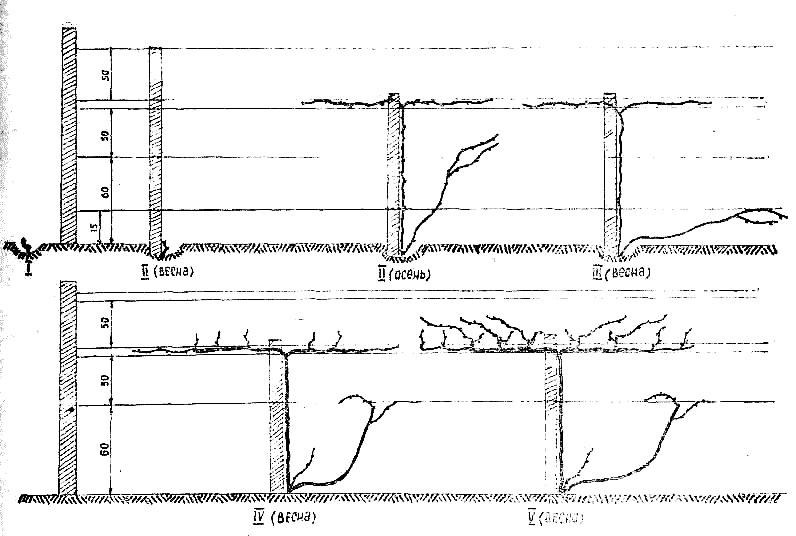 50
50
60
15
I
II (весна)
II (осень)
III (весна)
50
50
60
IV (весна)
V (весна)